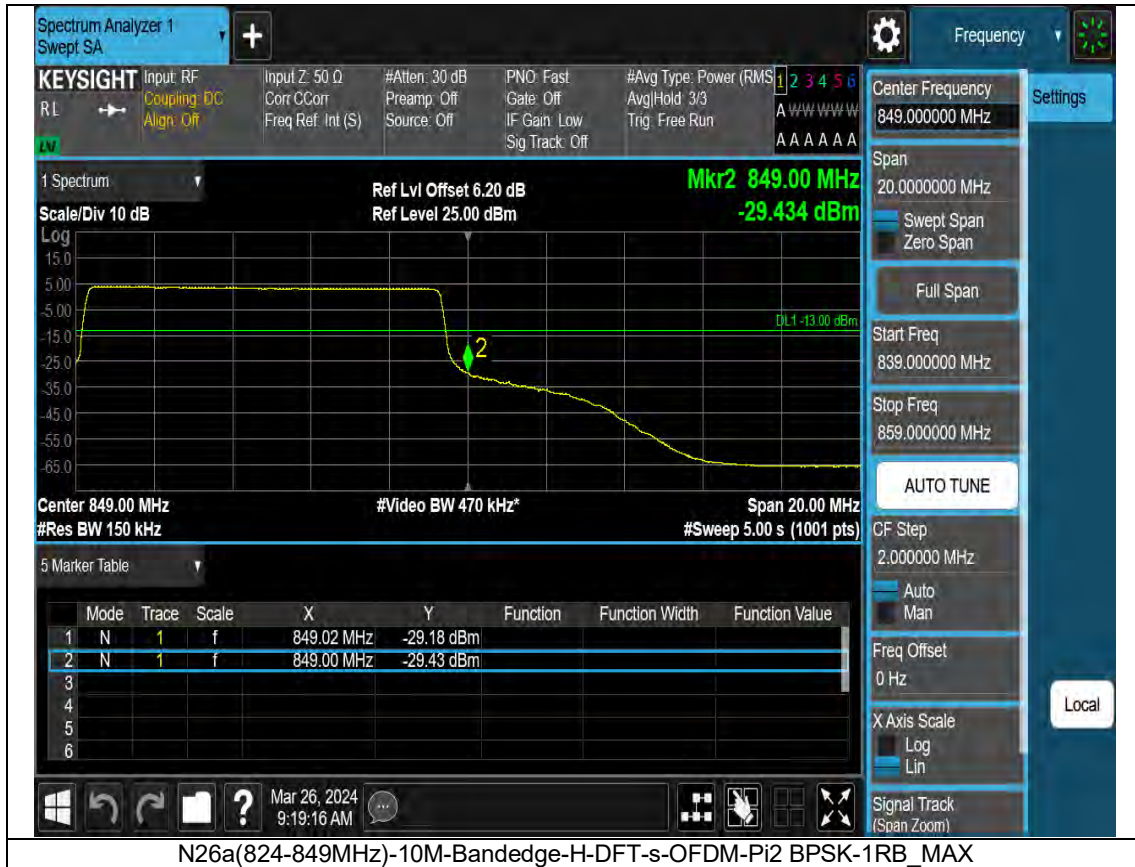 Spectrum Analyzer 1
Swept SA
+
Frequency
KEYSIGHT
RL
Input: RF
Coupling: DC
Align: Off
Input Z: 50 Ω
Corr CCorr
Freq Ref: Int (S)
#Atten: 30 dB
Preamp: Off
Source: Off
PNO: Fast
Gate: Off
IF Gain: Low
Sig Track: Off
#Avg Type: Power (RMS
Avg|Hold: 3/3
Trig: Free Run
1 2 3 4 5 6
A W W W W W
A A A A A A
1 Spectrum
Scale/Div 10 dB
Log
Ref Lvl Offset 6.20 dB
Ref Level 25.00 dBm
Mkr2 849.00 MHz
-29.434 dBm
15.0
5.00
-5.00
-15.0
-25.0
-35.0
-45.0
-55.0
-65.0
DL1 -13.00 dBm
2
Center 849.00 MHz
#Res BW 150 kHz
#Video BW 470 kHz*
Span 20.00 MHz
#Sweep 5.00 s (1001 pts)
5 Marker Table
Mode Trace Scale X Y Function Function Width Function Value
1 N 1 f 849.02 MHz -29.18 dBm
2 N 1 f 849.00 MHz -29.43 dBm
3
4
5
6
Center Frequency
849.000000 MHz
Settings
Span
20.0000000 MHz
Swept Span
Zero Span
Full Span
Start Freq
839.000000 MHz
Stop Freq
859.000000 MHz
AUTO TUNE
CF Step
2.000000 MHz
Auto
Man
Freq Offset
0 Hz
X Axis Scale
Log
Lin
Local
Signal Track
(Span Zoom)
?
Mar 26, 2024
9:19:16 AM
N26a(824-849MHz)-10M-Bandedge-H-DFT-s-OFDM-Pi2 BPSK-1RB_MAX